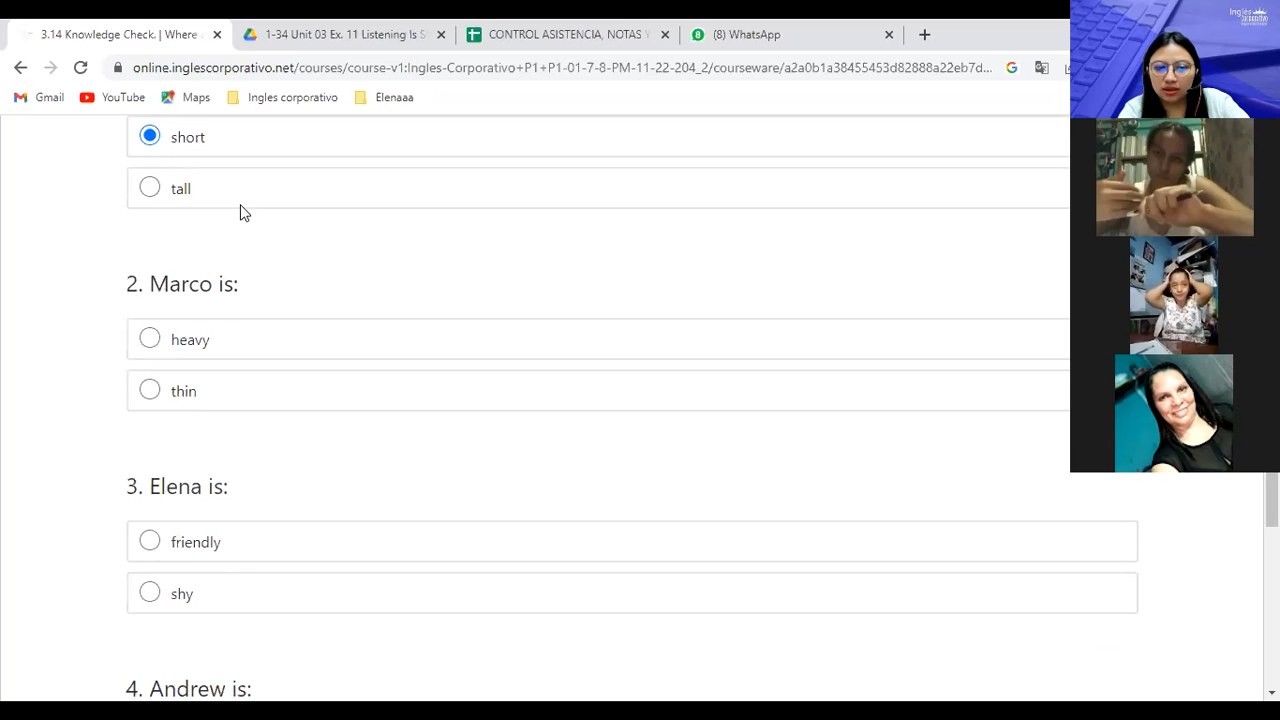 3.14 Knowledge Check. | Where
1-34 Unit 03 Ex. 11 Listening Is S
CONTROL ASISTENCIA, NOTAS Y
(8) WhatsApp
online.inglescorporativo.net/courses/course-v1:Ingles-Corporativo+P1+P1-01-7-8-PM-11-22-204_2/courseware/a2a0b1a38455453d82888a22eb7d...
Gmail
YouTube
Maps
Ingles corporativo
Elenaaa
short
tall
2. Marco is:
heavy
thin
3. Elena is:
friendly
shy
4. Andrew is: